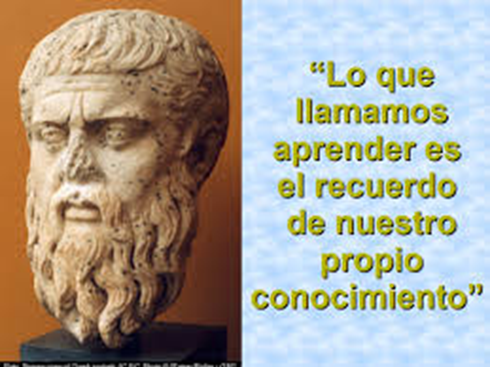 “Lo que
llamamos
aprender es
el recuerdo
de nuestro
propio
conocimiento”